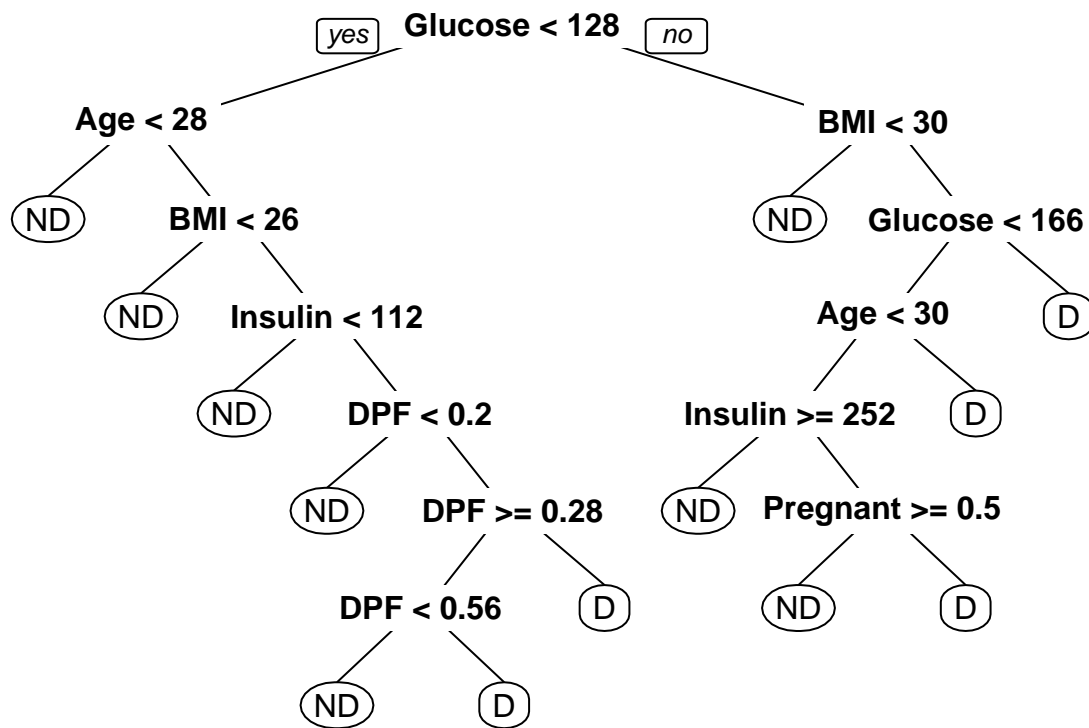 yes Glucose < 128 no
Age < 28 BMI < 30
ND BMI < 26 ND Glucose < 166
ND Insulin < 112 Age < 30 D
ND DPF < 0.2 Insulin >= 252 D
ND DPF >= 0.28 ND Pregnant >= 0.5
DPF < 0.56 D ND D
ND D